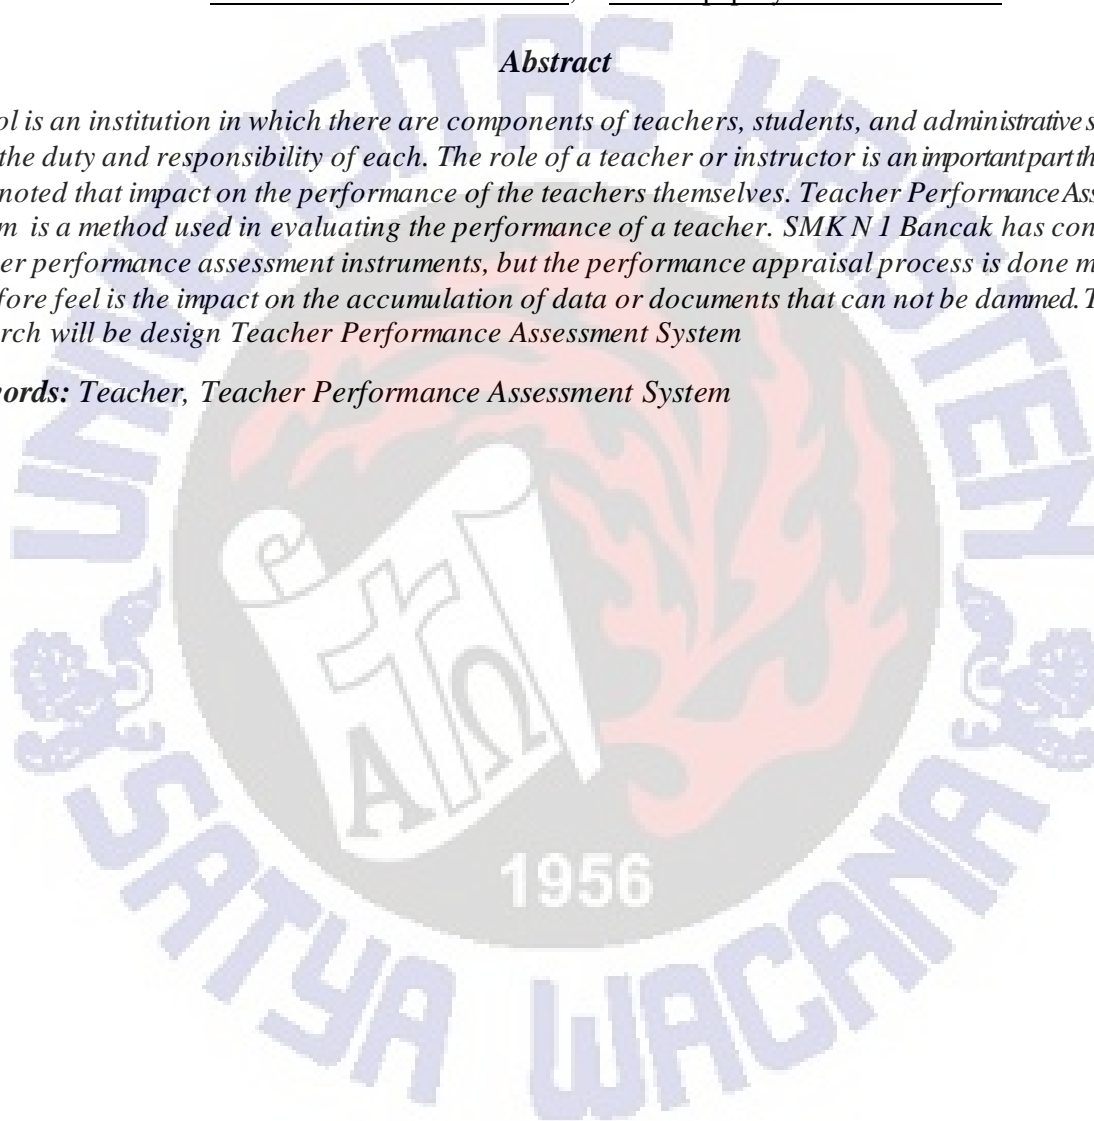 Abstract
ol is an institution in which there are components of teachers, students, and administrative s
the duty and responsibility of each. The role of a teacher or instructor is an important part th
noted that impact on the performance of the teachers themselves. Teacher Performance Ass
m is a method used in evaluating the performance of a teacher. SMK N 1 Bancak has con
er performance assessment instruments, but the performance appraisal process is done m
fore feel is the impact on the accumulation of data or documents that can not be dammed. T
rch will be design Teacher Performance Assessment System
ords: Teacher, Teacher Performance Assessment System
UNIVERSITAS KRISTEN
ΑΩ
1956
SATYA WACANA